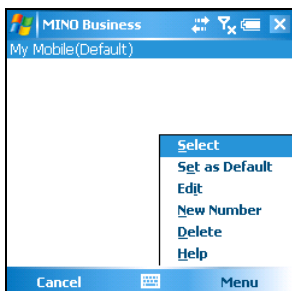 MINO Business
My Mobile(Default)
Select
Set as Default
Edit
New Number
Delete
Help
Cancel Menu